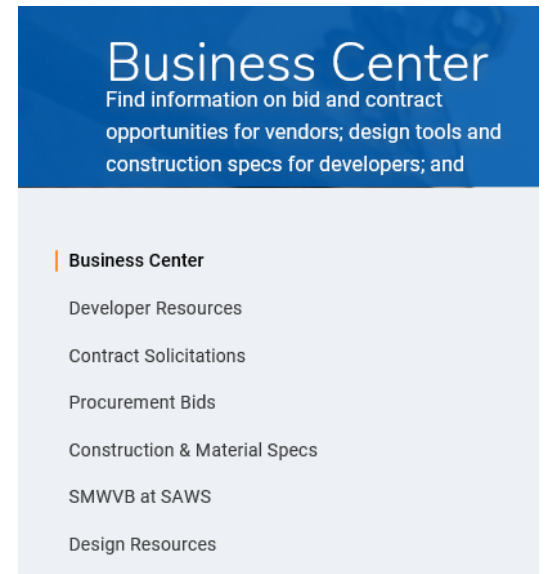 Business Center
Find information on bid and contract
opportunities for vendors; design tools and
construction specs for developers; and
Business Center
Developer Resources
Contract Solicitations
Procurement Bids
Construction & Material Specs
SMWVB at SAWS
Design Resources